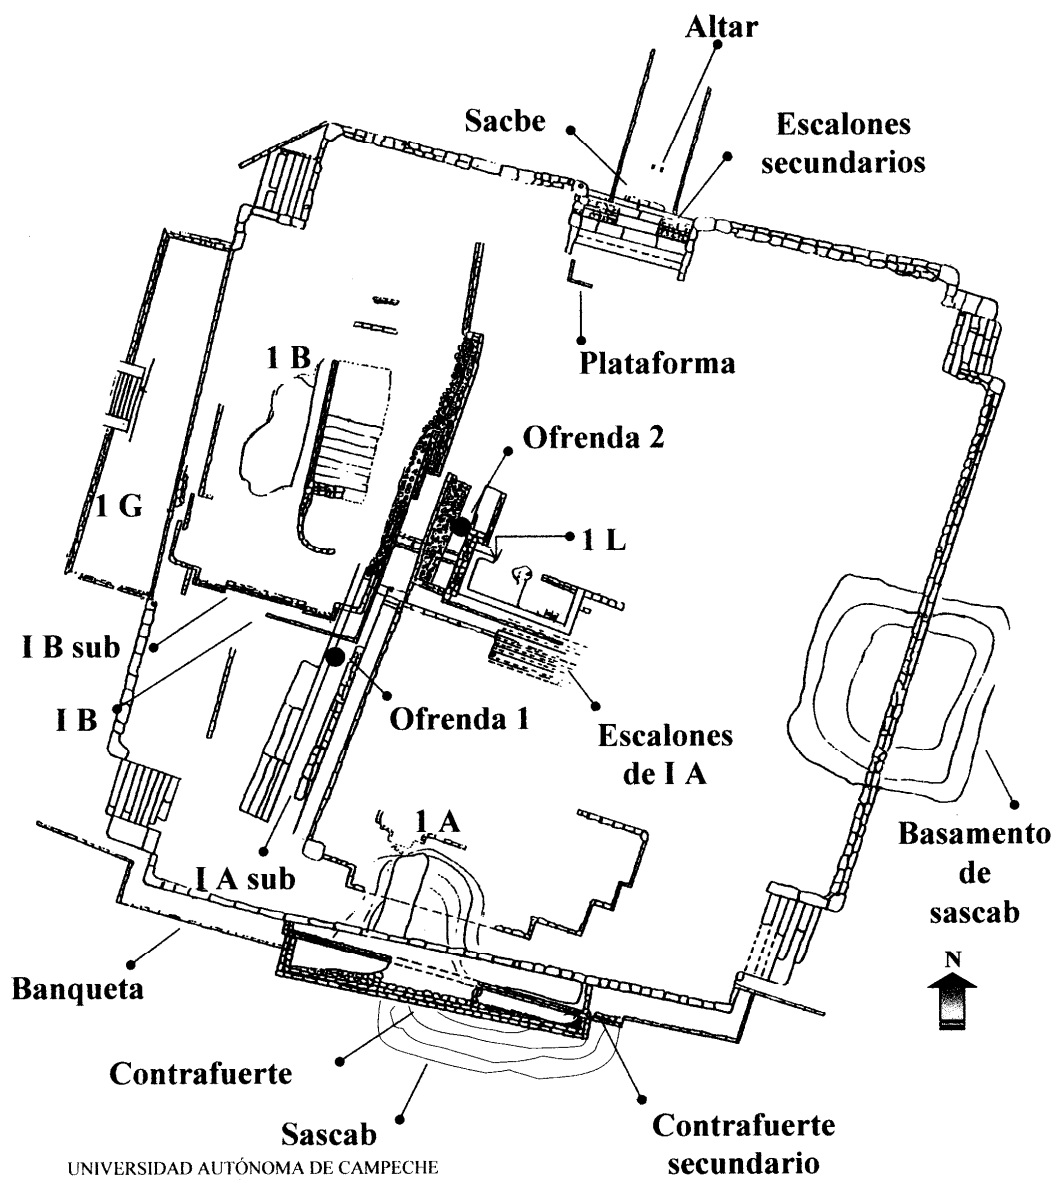 Altar
Sacbe
Escalones
secundarios
1 B
Plataforma
Ofrenda 2
1 G
1 L
I B sub
I B
Ofrenda 1
Escalones
de I A
1 A
Basamento
de
sascab
I A sub
N
Banqueta
Contrafuerte
Sascab
Contrafuerte
secundario
UNIVERSIDAD AUTÓNOMA DE CAMPECHE